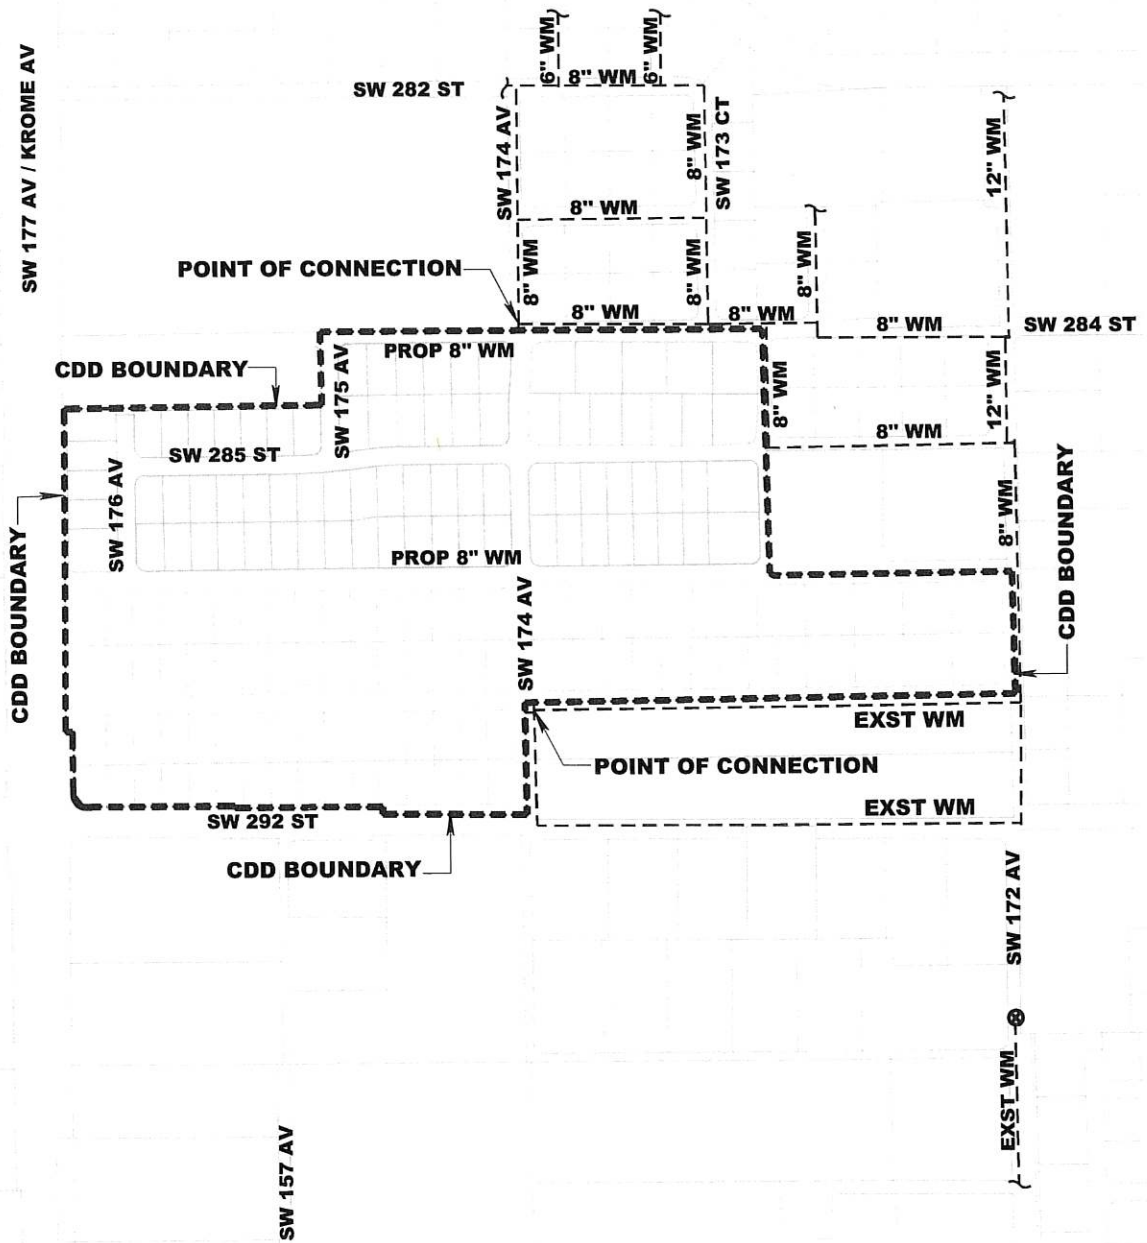 SW 177 AV / KROME AV
6" WM
8" WM
6" WM
SW 282 ST
SW 174 AV
8" WM
SW 173 CT
12" WM
8" WM
POINT OF CONNECTION
8" WM
8" WM
8" WM
8" WM
8" WM
8" WM
SW 284 ST
PROP 8" WM
CDD BOUNDARY
SW 175 AV
8" WM
12" WM
8" WM
SW 285 ST
SW 176 AV
8" WM
CDD BOUNDARY
CDD BOUNDARY
PROP 8" WM
SW 174 AV
EXST WM
POINT OF CONNECTION
EXST WM
SW 292 ST
CDD BOUNDARY
SW 172 AV
EXST WM
SW 157 AV